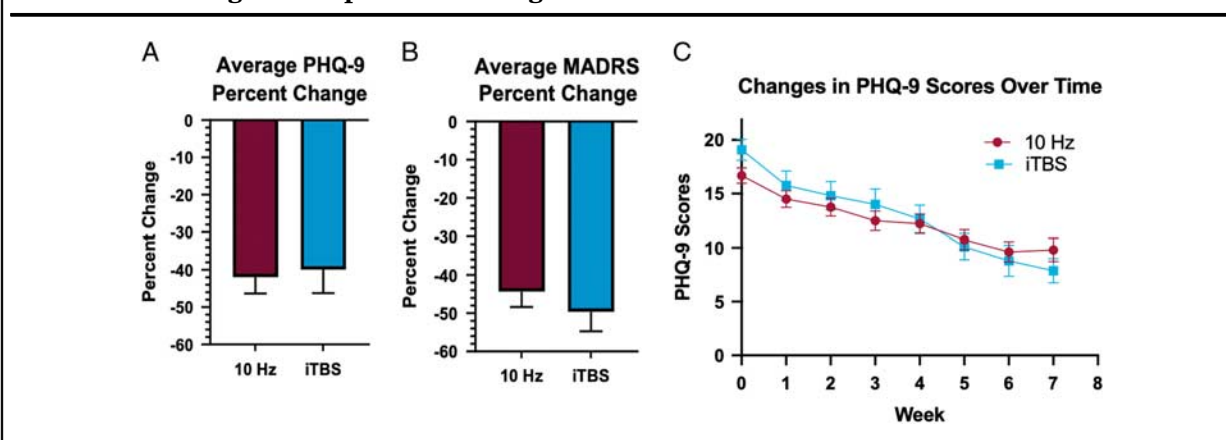 A
Average PHQ-9
Percent Change
0
-10
-20
-30
-40
-50
-60
Percent Change
10 Hz
iTBS
B
Average MADRS
Percent Change
0
-10
-20
-30
-40
-50
-60
Percent Change
10 Hz
iTBS
C
Changes in PHQ-9 Scores Over Time
20
15
10
5
0
PHQ-9 Scores
10 Hz
iTBS
0 1 2 3 4 5 6 7 8
Week